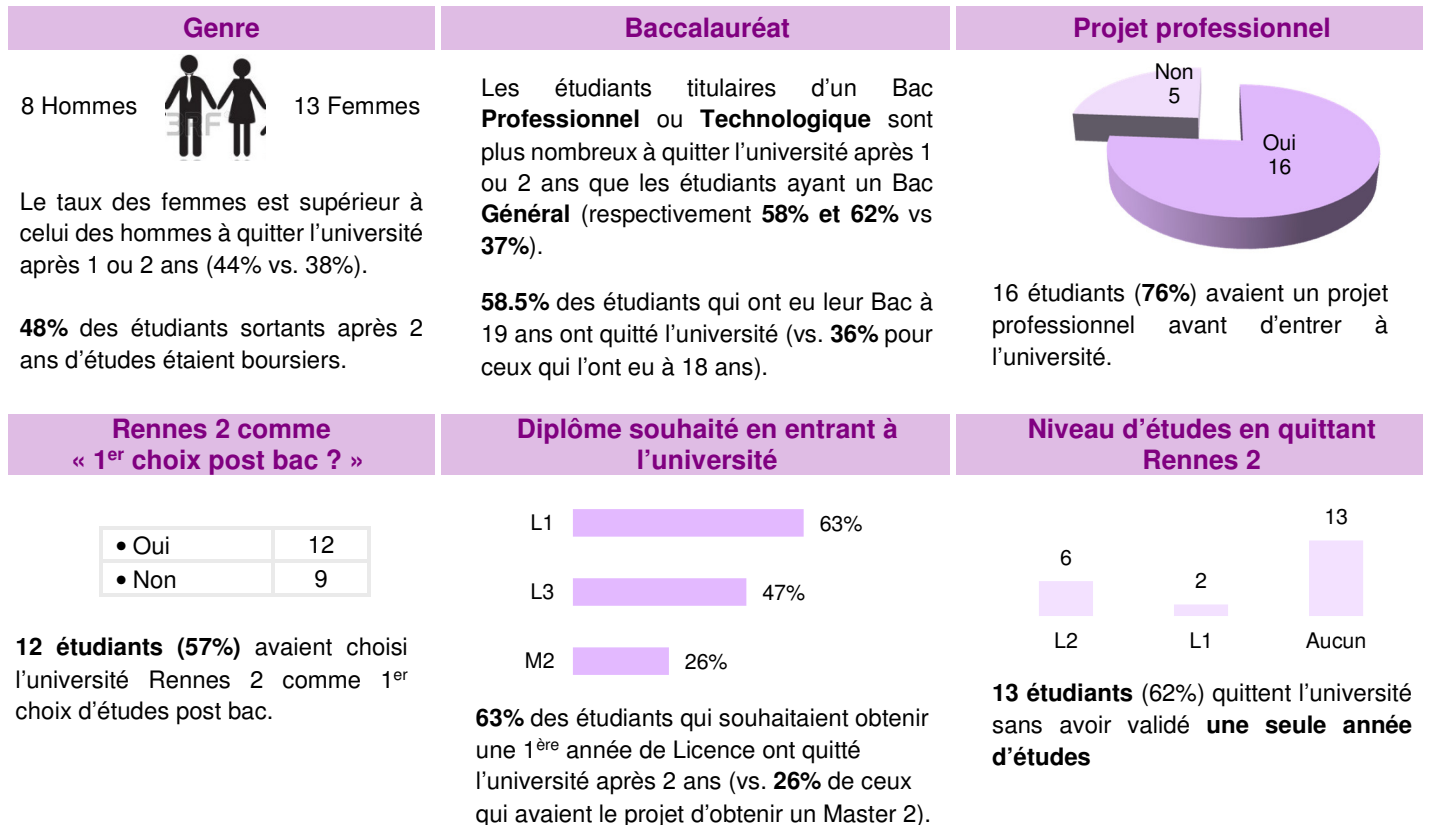 Genre
8 Hommes
13 Femmes
Le taux des femmes est supérieur à
celui des hommes à quitter l'université
après 1 ou 2 ans (44% vs. 38%).
48% des étudiants sortants après 2
ans d'études étaient boursiers.
Baccalauréat
Les étudiants titulaires d'un Bac
Professionnel ou Technologique sont
plus nombreux à quitter l'université après 1
ou 2 ans que les étudiants ayant un Bac
Général (respectivement 58% et 62% vs
37%).
58.5% des étudiants qui ont eu leur Bac à
19 ans ont quitté l'université (vs. 36% pour
ceux qui l'ont eu à 18 ans).
Projet professionnel
Non
5
Oui
16
16 étudiants (76%) avaient un projet
professionnel avant d'entrer à
l'université.
Rennes 2 comme
« 1er choix post bac ? »
• Oui 12
• Non 9
12 étudiants (57%) avaient choisi
l'université Rennes 2 comme 1er
choix d'études post bac.
Diplôme souhaité en entrant à
l'université
L1 63%
L3 47%
M2 26%
63% des étudiants qui souhaitaient obtenir
une 1ère année de Licence ont quitté
l'université après 2 ans (vs. 26% de ceux
qui avaient le projet d'obtenir un Master 2).
Niveau d'études en quittant
Rennes 2
6 2 13
L2 L1 Aucun
13 étudiants (62%) quittent l'université
sans avoir validé une seule année
d'études